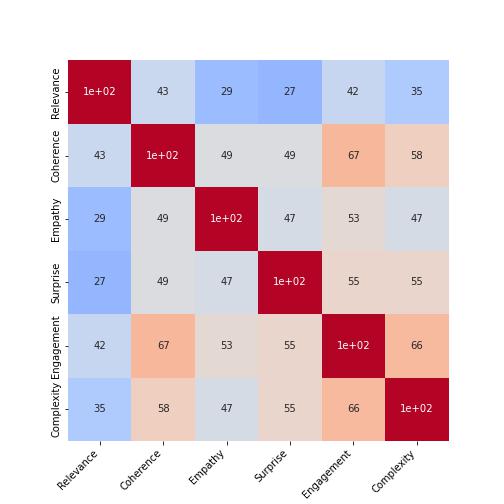 Relevance 1e+02 43 29 27 42 35
Coherence 43 1e+02 49 49 67 58
Empathy 29 49 1e+02 47 53 47
Surprise 27 49 47 1e+02 55 55
Engagement 42 67 53 55 1e+02 66
Complexity 35 58 47 55 66 1e+02
Relevance Coherence Empathy Surprise Engagement Complexity